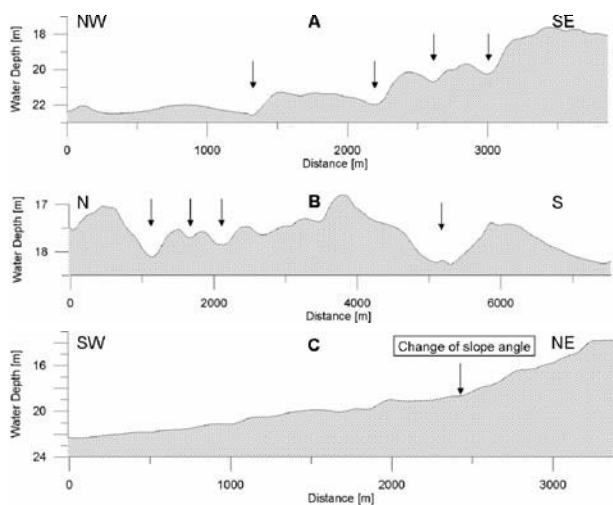 NW A SE
Water Depth [m]
18
20
22
0 1000 2000 3000
Distance [m]
N B S
Water Depth [m]
17
18
0 2000 4000 6000
Distance [m]
SW C NE
Change of slope angle
Water Depth [m]
16
20
24
0 1000 2000 3000
Distance [m]